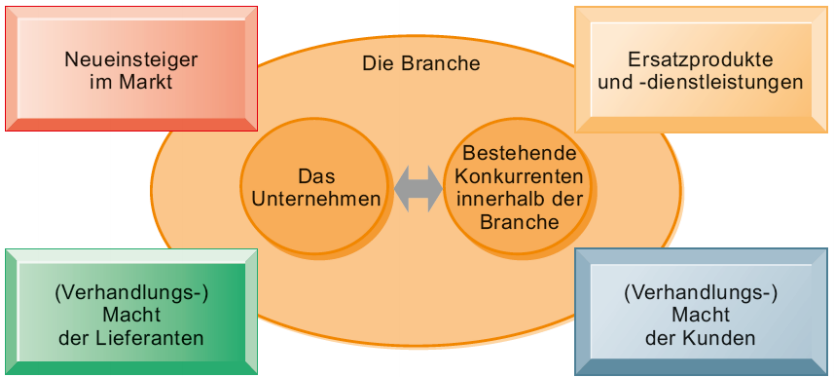 Neueinsteiger
im Markt
Die Branche
Ersatzprodukte
und -dienstleistungen
Das
Unternehmen
Bestehende
Konkurrenten
innerhalb der
Branche
(Verhandlungs-)
Macht
der Lieferanten
(Verhandlungs-)
Macht
der Kunden